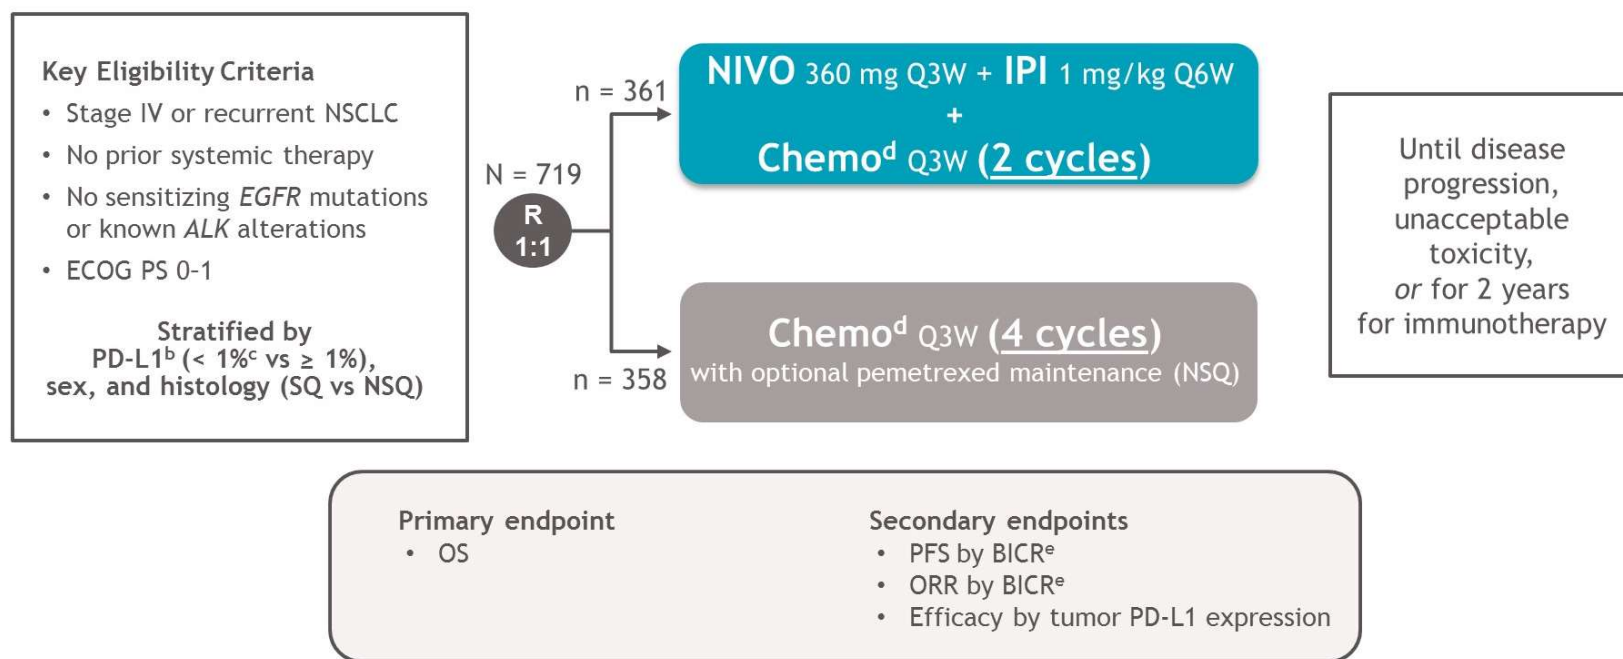 Key Eligibility Criteria
• Stage IV or recurrent NSCLC
• No prior systemic therapy
• No sensitizing EGFR mutations
or known ALK alterations
• ECOG PS 0–1
Stratified by
PD-L1ᵇ (< 1%ᶜ vs ≥ 1%),
sex, and histology (SQ vs NSQ)
N = 719
R
1:1
n = 361
n = 358
NIVO 360 mg Q3W + IPI 1 mg/kg Q6W
+
Chemoᵈ Q3W (2 cycles)
Chemoᵈ Q3W (4 cycles)
with optional pemetrexed maintenance (NSQ)
Until disease
progression,
unacceptable
toxicity,
or for 2 years
for immunotherapy
Primary endpoint
• OS
Secondary endpoints
• PFS by BICRᵉ
• ORR by BICRᵉ
• Efficacy by tumor PD-L1 expression